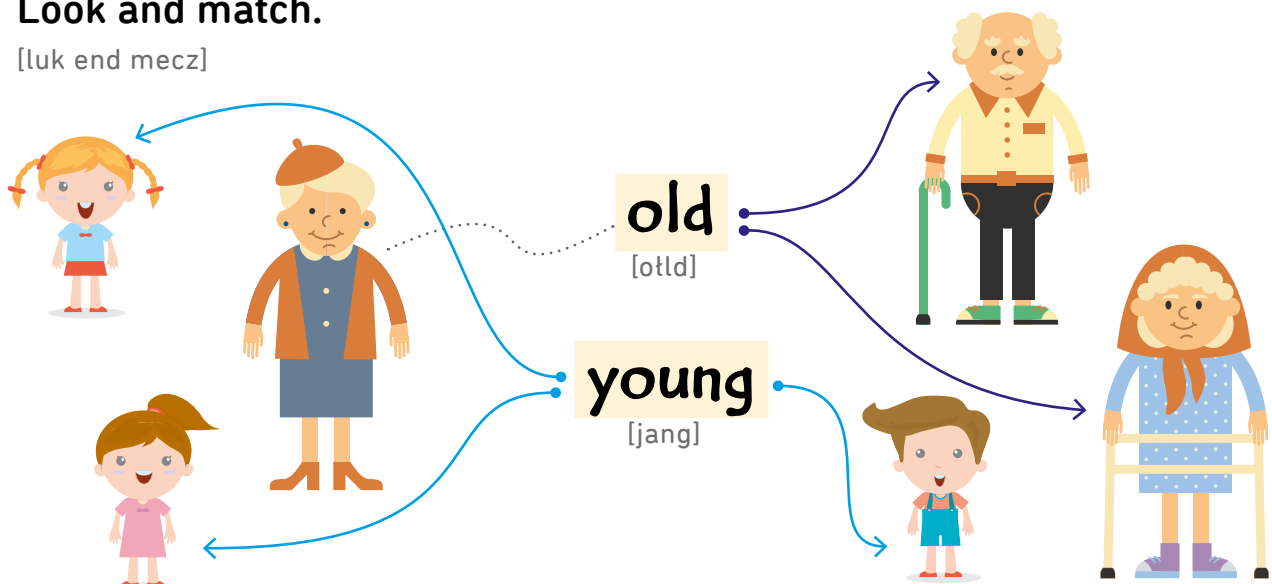 Look and match.
[luk end mecz]
old
[ołld]
young
[jang]